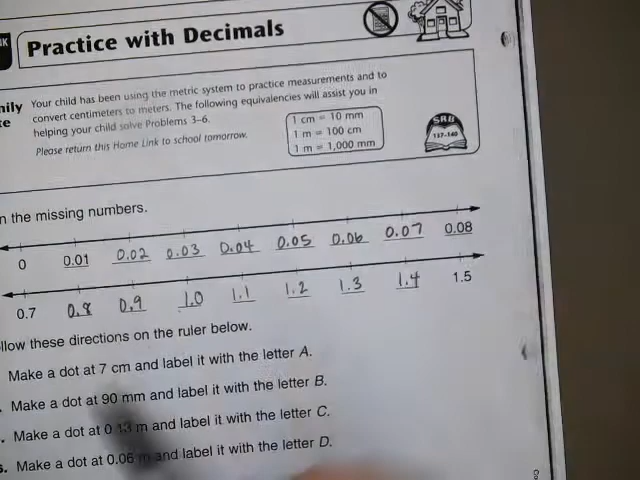 Practice with Decimals
Your child has been using the metric system to practice measurements and to
convert centimeters to meters. The following equivalencies will assist you in
helping your child solve Problems 3–6.
Please return this Home Link to school tomorrow.
1 cm = 10 mm
1 m = 100 cm
1 m = 1,000 mm
SRB
137-140
the missing numbers.
0 0.01 0.02 0.03 0.04 0.05 0.06 0.07 0.08
0.7 0.8 0.9 1.0 1.1 1.2 1.3 1.4 1.5
these directions on the ruler below.
Make a dot at 7 cm and label it with the letter A.
Make a dot at 90 mm and label it with the letter B.
Make a dot at 0.13 m and label it with the letter C.
Make a dot at 0.06 m and label it with the letter D.